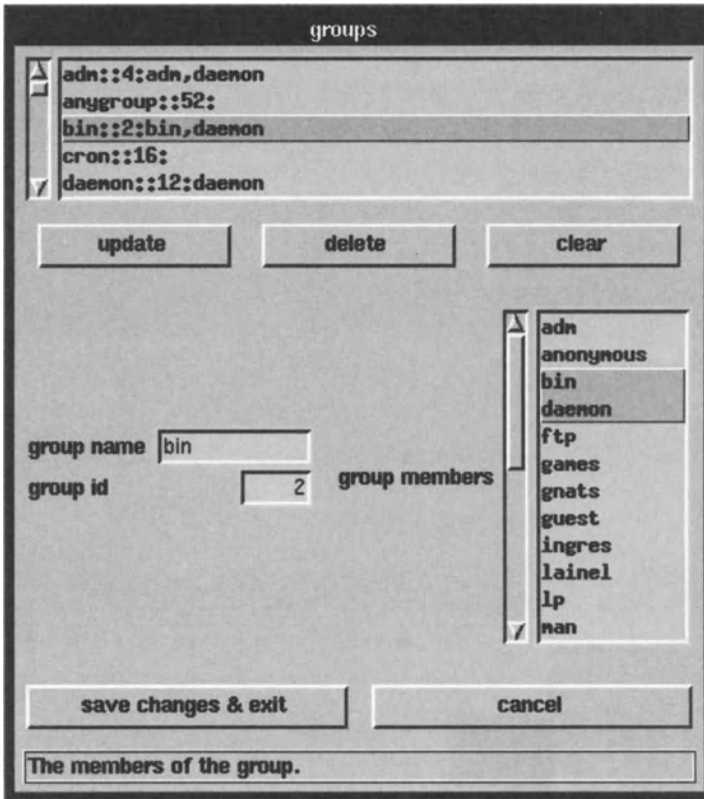 groups
adm::4:adm,daemon
anygroup::52:
bin::2:bin,daemon
cron::16:
daemon::12:daemon
update delete clear
group name bin
group id 2
group members
adm
anonymous
bin
daemon
ftp
games
gnats
guest
ingres
lainel
lp
man
save changes & exit cancel
The members of the group.